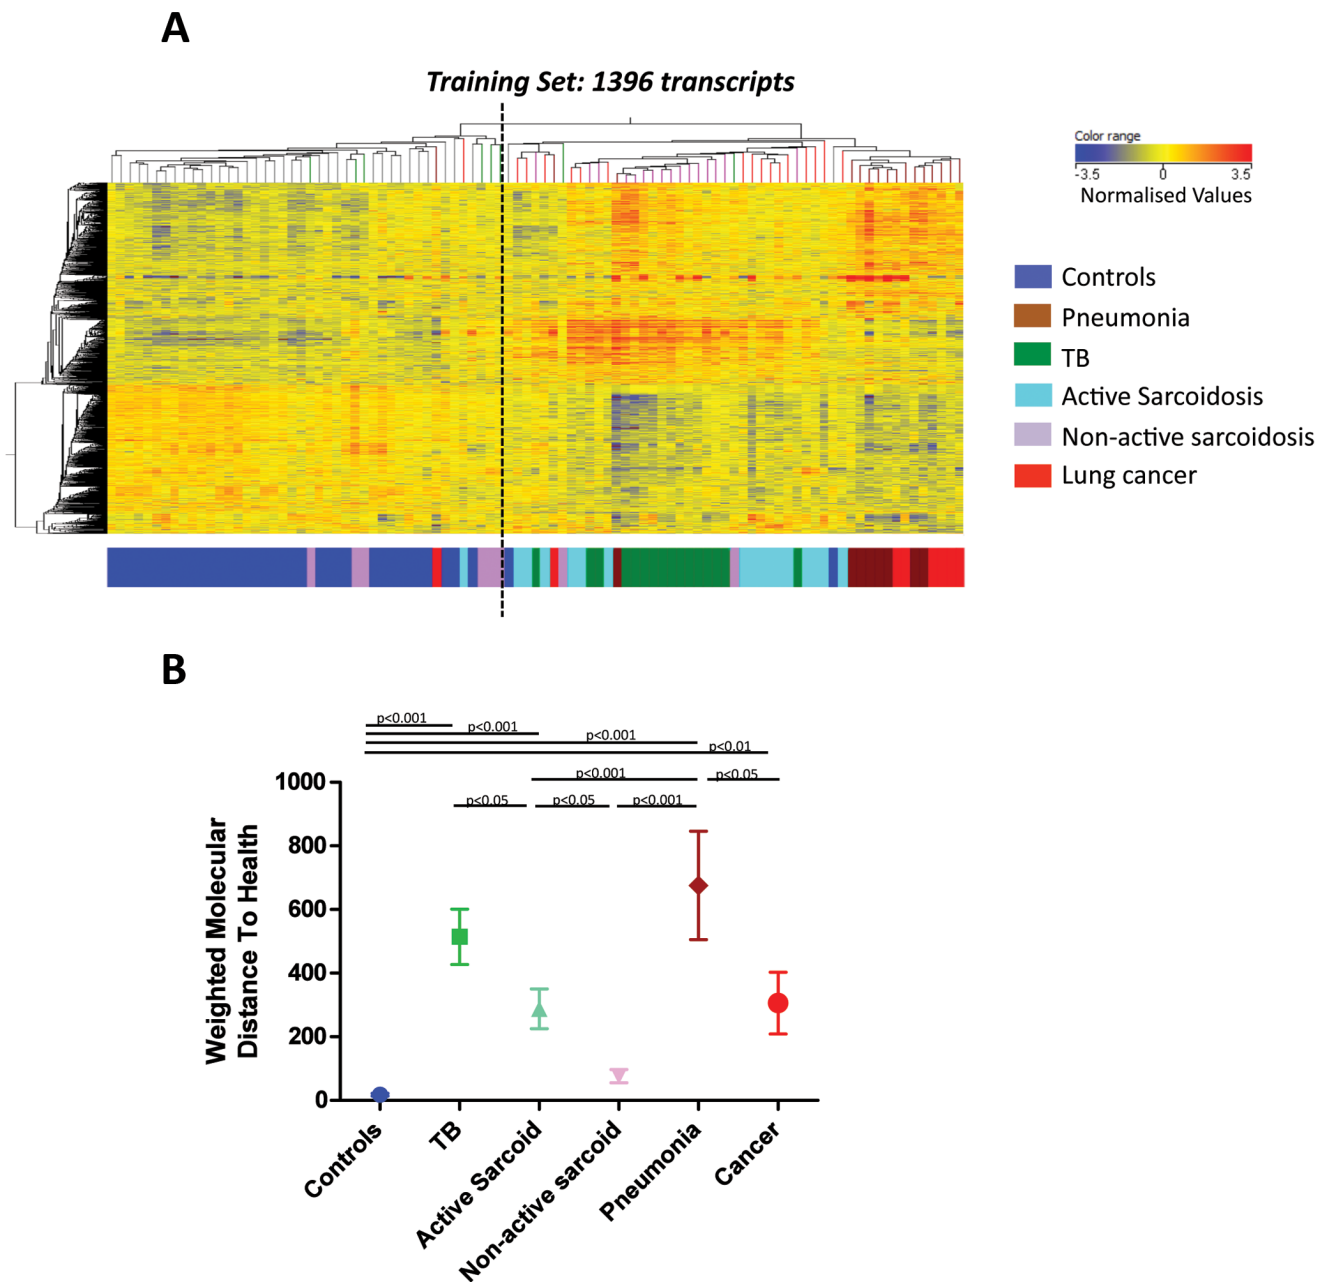 A
Training Set: 1396 transcripts
Color range
-3.5 0 3.5
Normalised Values
Controls
Pneumonia
TB
Active Sarcoidosis
Non-active sarcoidosis
Lung cancer
B
p<0.001
p<0.001
p<0.001
p<0.01
p<0.001
p<0.05
p<0.05
p<0.05
p<0.001
Weighted Molecular
Distance To Health
1000
800
600
400
200
0
Controls
TB
Active Sarcoid
Non-active sarcoid
Pneumonia
Cancer